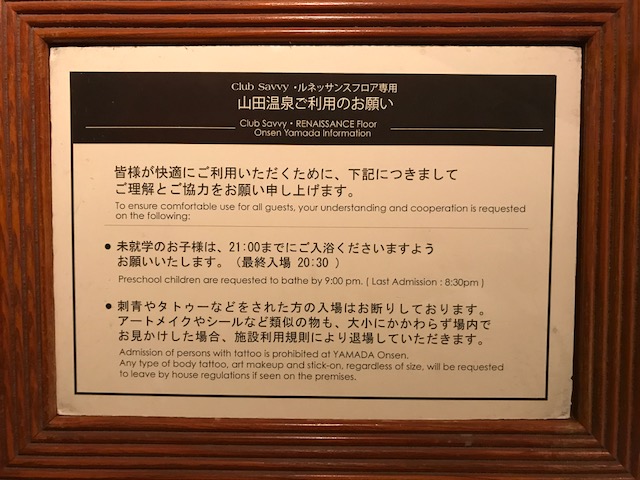 Club Savvy・ルネッサンスフロア専用
山田温泉ご利用のお願い
Club Savvy・RENAISSANCE Floor
Onsen Yamada Information
皆様が快適にご利用いただくために、下記につきまして
ご理解とご協力をお願い申し上げます。
To ensure comfortable use for all guests, your understanding and cooperation is requested
on the following:
● 未就学のお子様は、21:00までにご入浴くださいますよう
お願いいたします。（最終入場 20:30 ）
Preschool children are requested to bathe by 9:00 pm. ( Last Admission : 8:30pm )
● 刺青やタトゥーなどをされた方の入場はお断りしております。
アートメイクやシールなど類似の物も、大小にかかわらず場内で
お見かけした場合、施設利用規則により退場していただきます。
Admission of persons with tattoo is prohibited at YAMADA Onsen.
Any type of body tattoo, art makeup and stick-on, regardless of size, will be requested
to leave by house regulations if seen on the premises.